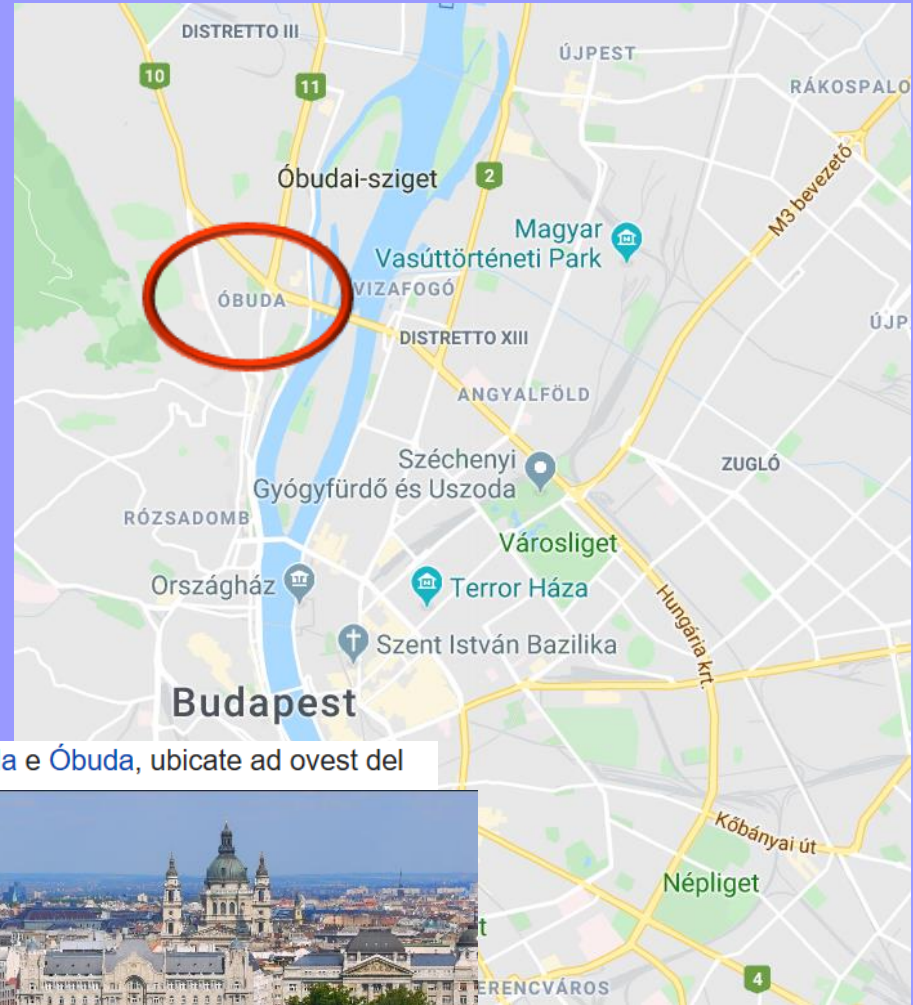 DISTRETTO III
ÚJPEST
10
11
RÁKOSPALO
M3 bevezető
Óbudai-sziget
2
Magyar
Vasúttörténeti Park
ÓBUDA
VIZAFOGÓ
DISTRETTO XIII
ÚJP
ANGYALFÖLD
Széchenyi
Gyógyfürdő és Uszoda
ZUGLÓ
RÓZSADOMB
Városliget
Országház
Terror Háza
Hungária krt.
Szent István Bazilika
Budapest
a e Óbuda, ubicate ad ovest del
Kőbányai út
Népliget
t
ERENCVÁROS
4